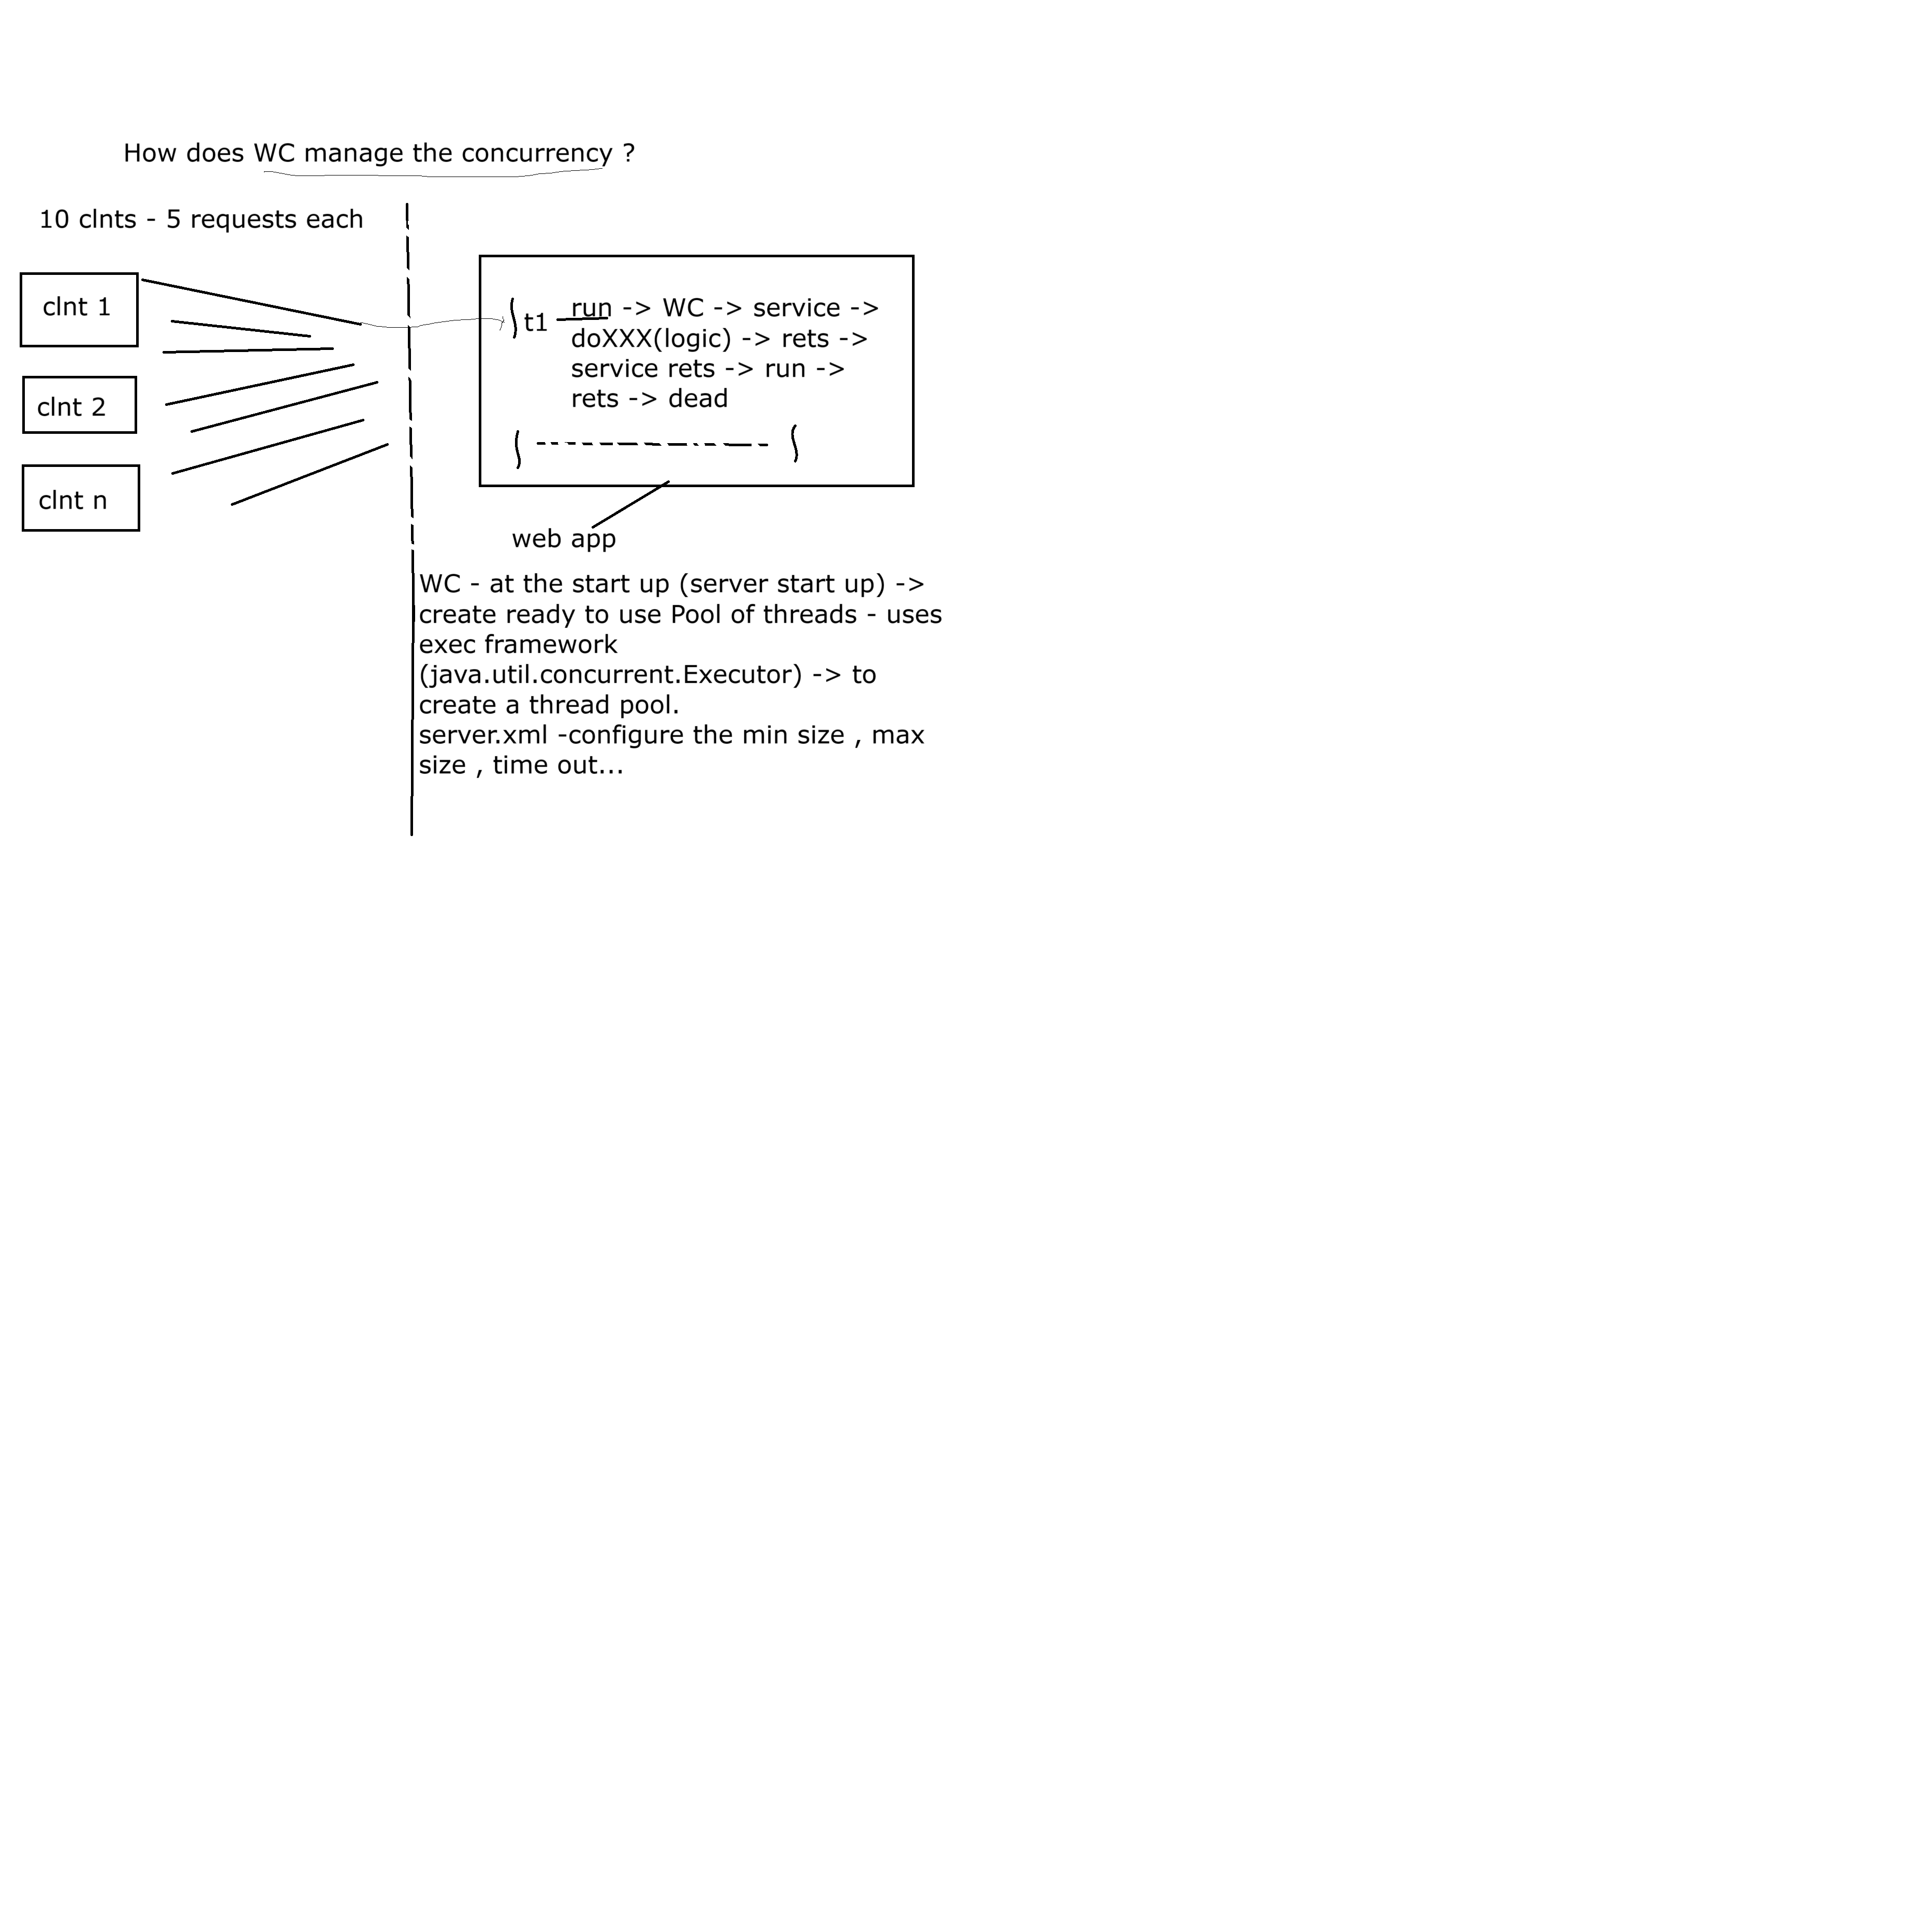 How does WC manage the concurrency ?
10 clnts - 5 requests each
clnt 1
clnt 2
clnt n
t1
run -> WC -> service ->
doXXX(logic) -> rets ->
service rets -> run ->
rets -> dead
web app
WC - at the start up (server start up) ->
create ready to use Pool of threads - uses
exec framework
(java.util.concurrent.Executor) -> to
create a thread pool.
server.xml -configure the min size , max
size , time out...